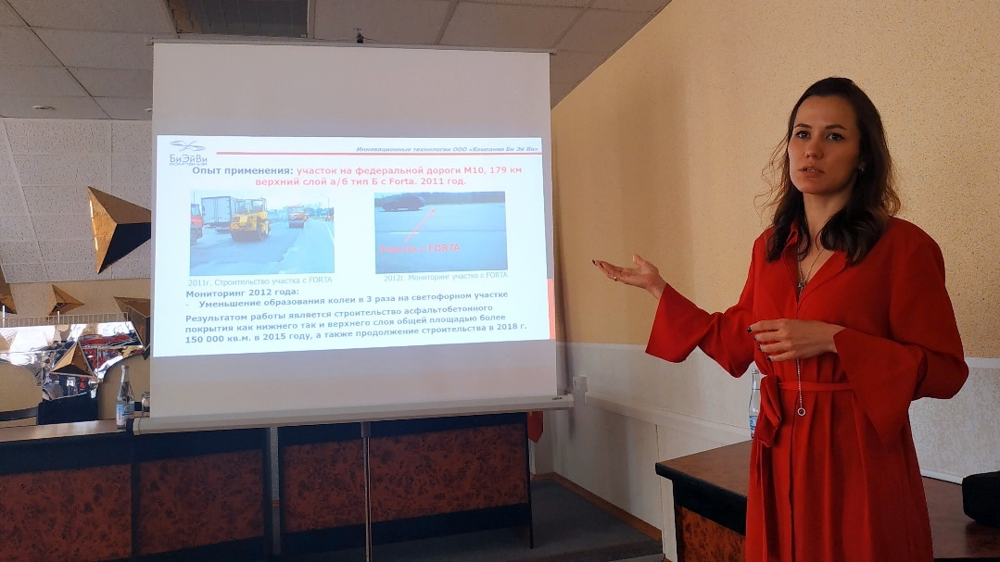 БиЭйВи
Инновационные технологии ООО «Компания Би Эй Ви»
Опыт применения: участок на федеральной дороги М10, 179 км
верхний слой а/б тип Б с Forta. 2011 год.
Участок с FORTA
2011г. Строительство участка с FORTA
2012г. Мониторинг участка с FORTA
Мониторинг 2012 года:
- Уменьшение образования колеи в 3 раза на светофорном участке
Результатом работы является строительство асфальтобетонного
покрытия как нижнего так и верхнего слоя общей площадью более
150 000 кв.м. в 2015 году, а также продолжение строительства в 2018 г.